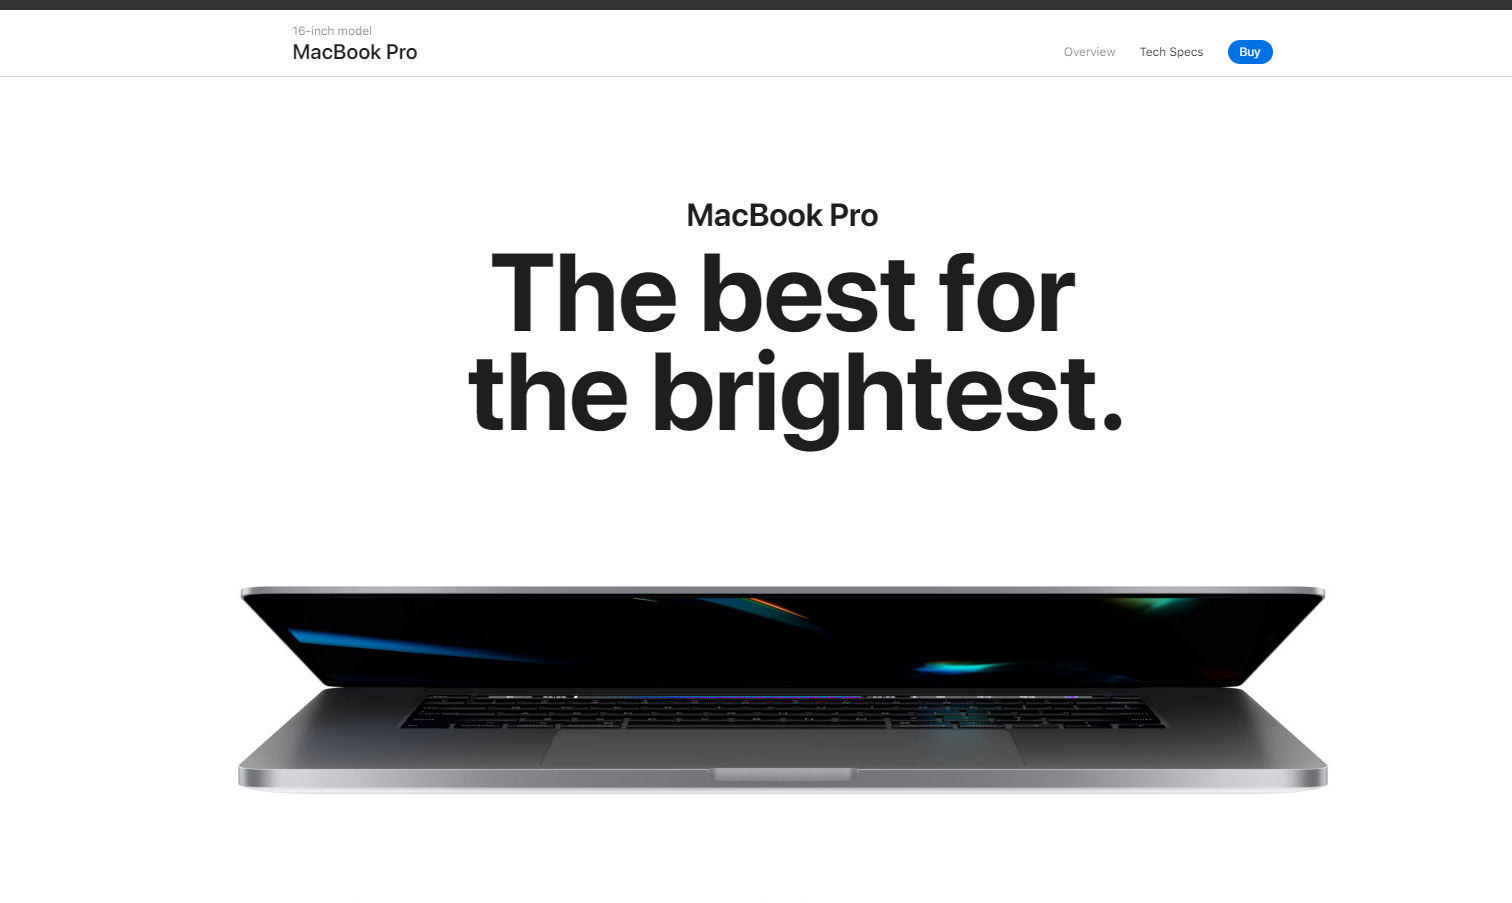 16-inch model
MacBook Pro
Overview
Tech Specs
Buy
MacBook Pro
The best for
the brightest.